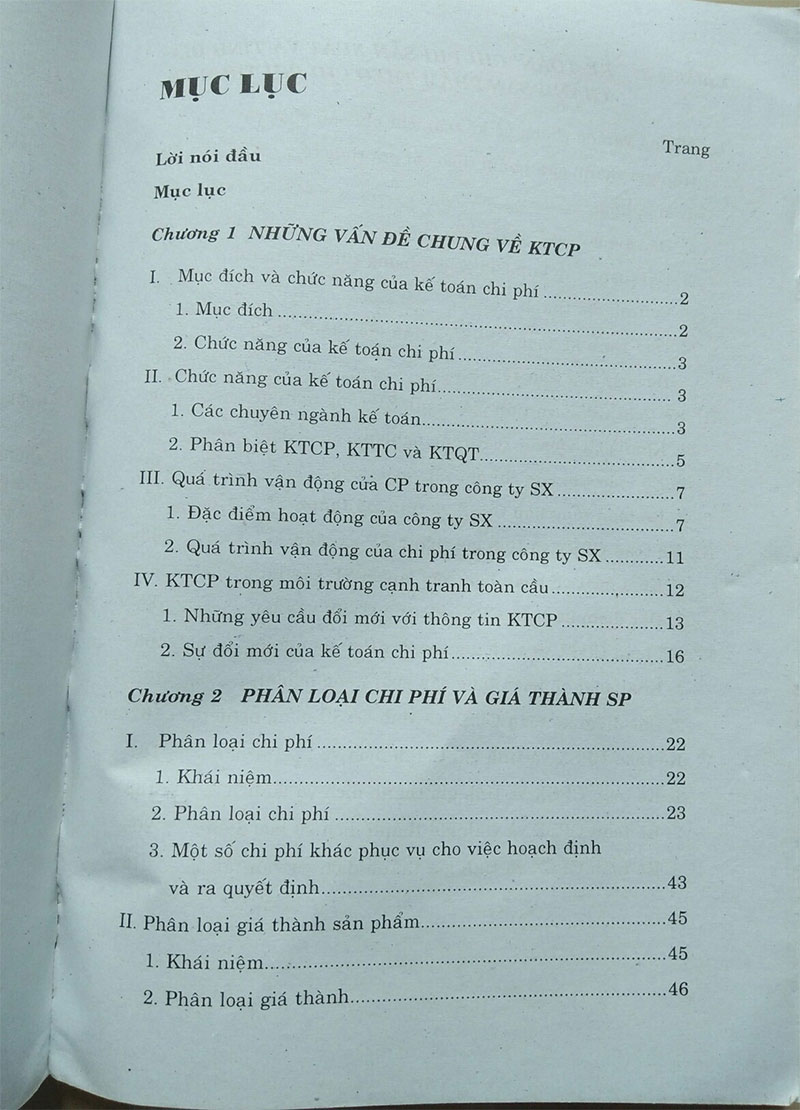 MỤC LỤC
Trang
Lời nói đầu
Mục lục
Chương 1 NHỮNG VẤN ĐỀ CHUNG VỀ KTCP
I. Mục đích và chức năng của kế toán chi phí ..................2
1. Mục đích ..................2
2. Chức năng của kế toán chi phí ..................3
II. Chức năng của kế toán chi phí.................. 3
1. Các chuyên ngành kế toán..................3
2. Phân biệt KTCP, KTTC và KTQT..................5
III. Quá trình vận động của CP trong công ty SX ..................7
1. Đặc điểm hoạt động của công ty SX ..................7
2. Quá trình vận động của chi phí trong công ty SX ............11
IV. KTCP trong môi trường cạnh tranh toàn cầu..................12
1. Những yêu cầu đổi mới với thông tin KTCP ..................13
2. Sự đổi mới của kế toán chi phí..................16
Chương 2 PHÂN LOẠI CHI PHÍ VÀ GIÁ THÀNH SP
I. Phân loại chi phí ..................22
1. Khái niệm..................22
2. Phân loại chi phí ..................23
3. Một số chi phí khác phục vụ cho việc hoạch định
và ra quyết định..................43
II. Phân loại giá thành sản phẩm..................45
1. Khái niệm..................45
2. Phân loại giá thành..................46